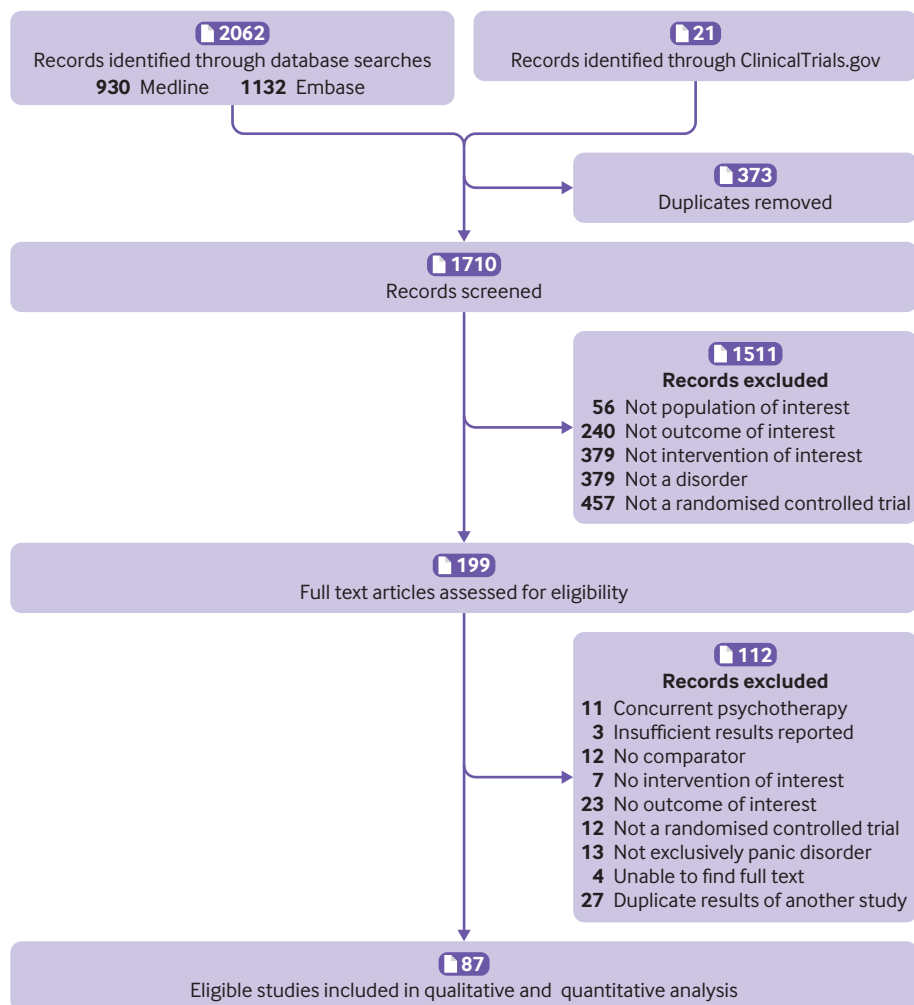 2062
Records identified through database searches
930 Medline 1132 Embase
21
Records identified through ClinicalTrials.gov
373
Duplicates removed
1710
Records screened
1511
Records excluded
56 Not population of interest
240 Not outcome of interest
379 Not intervention of interest
379 Not a disorder
457 Not a randomised controlled trial
199
Full text articles assessed for eligibility
112
Records excluded
11 Concurrent psychotherapy
3 Insufficient results reported
12 No comparator
7 No intervention of interest
23 No outcome of interest
12 Not a randomised controlled trial
13 Not exclusively panic disorder
4 Unable to find full text
27 Duplicate results of another study
87
Eligible studies included in qualitative and quantitative analysis